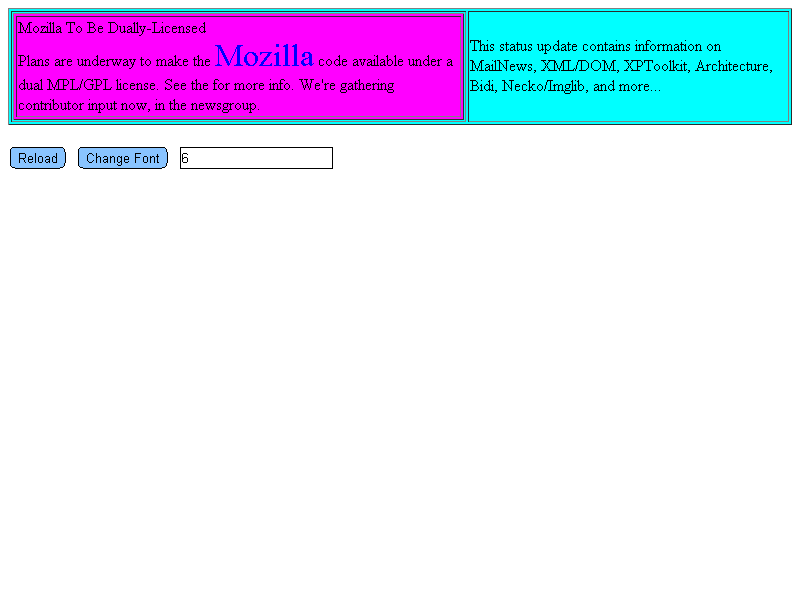 Mozilla To Be Dually-Licensed
Plans are underway to make the Mozilla code available under a
dual MPL/GPL license. See the for more info. We're gathering
contributor input now, in the newsgroup.
This status update contains information on
MailNews, XML/DOM, XPToolkit, Architecture,
Bidi, Necko/Imglib, and more...
Reload Change Font 6